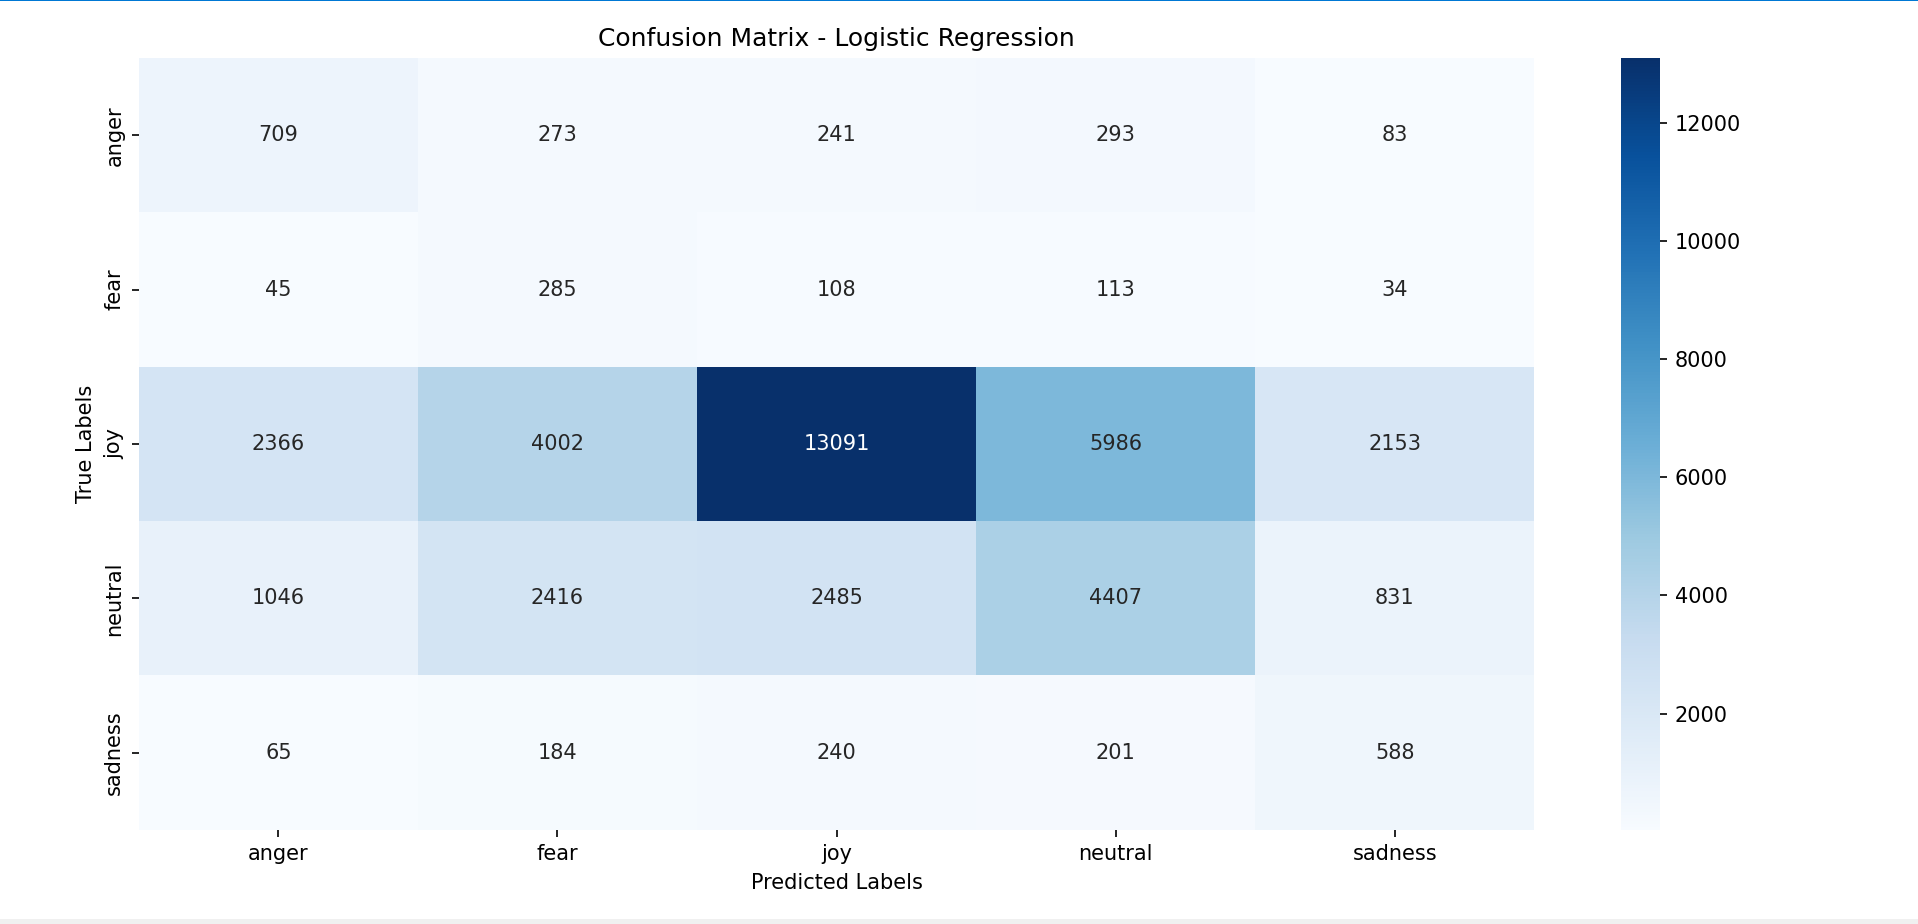 Confusion Matrix - Logistic Regression
anger 709 273 241 293 83
fear 45 285 108 113 34
joy 2366 4002 13091 5986 2153
neutral 1046 2416 2485 4407 831
sadness 65 184 240 201 588
True Labels
anger fear joy neutral sadness
Predicted Labels
12000
10000
8000
6000
4000
2000